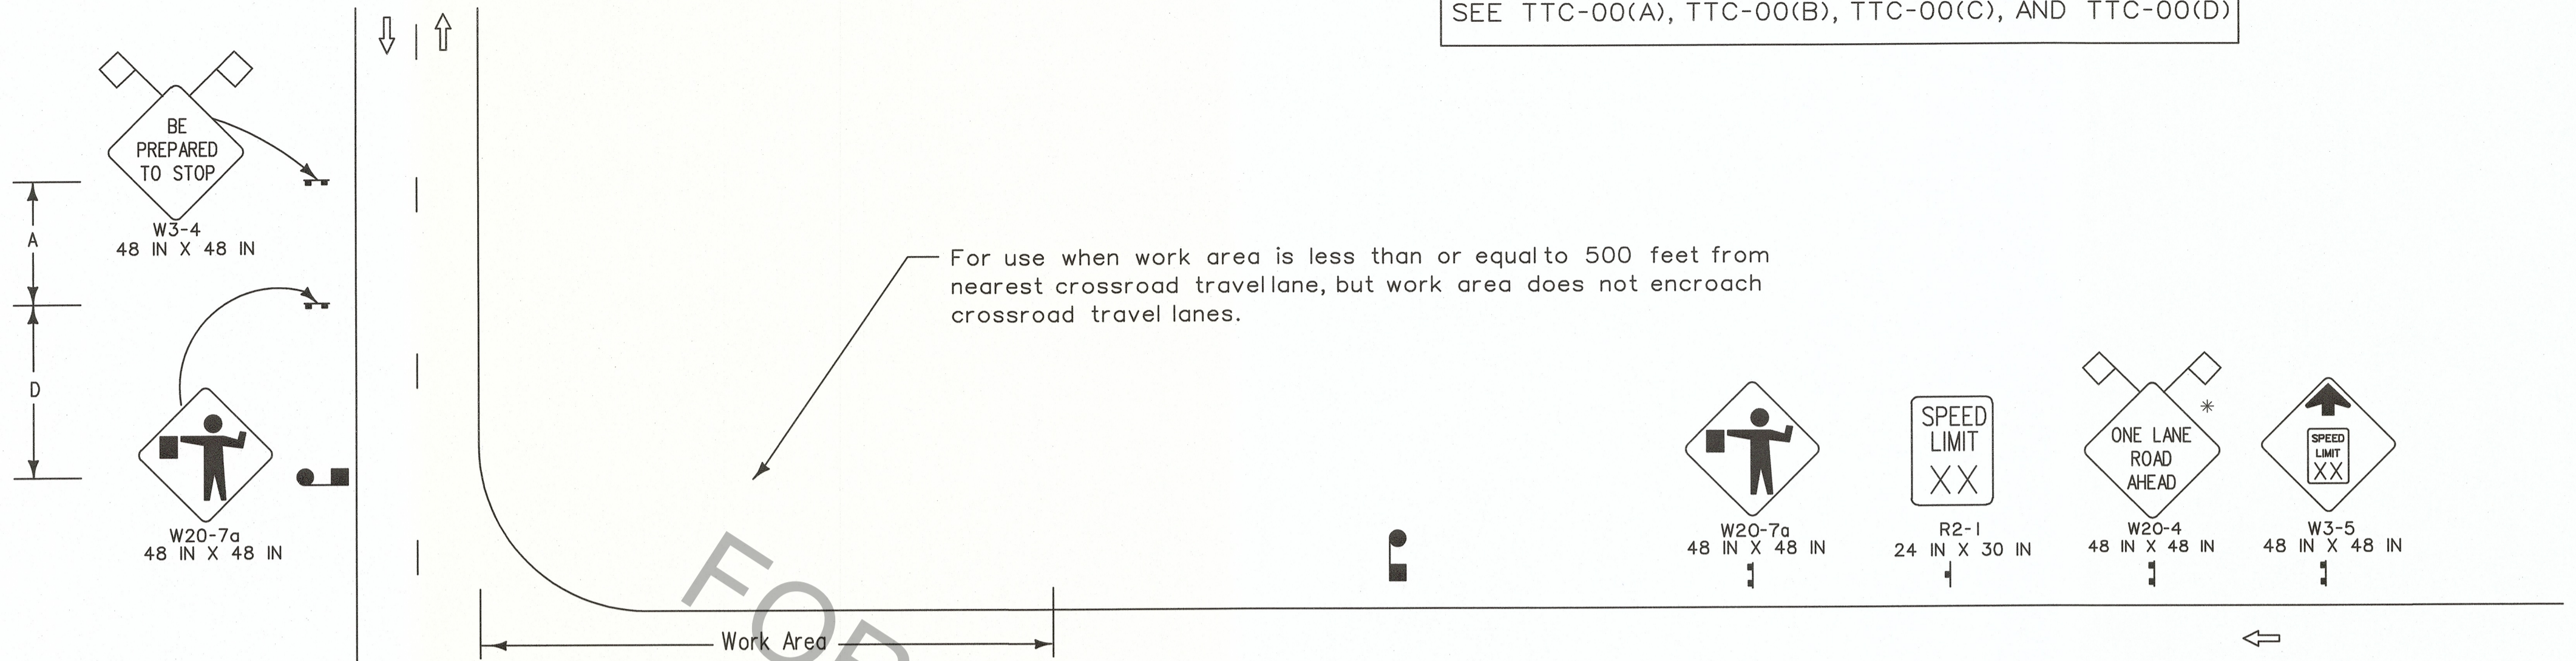 SEE TTC-00(A), TTC-00(B), TTC-00(C), AND TTC-00(D)
BE
PREPARED
TO STOP
W3-4
48 IN X 48 IN
A
D
W20-7a
48 IN X 48 IN
For use when work area is less than or equal to 500 feet from
nearest crossroad travel lane, but work area does not encroach
crossroad travel lanes.
W20-7a
48 IN X 48 IN
SPEED
LIMIT
XX
R2-1
24 IN X 30 IN
*
ONE LANE
ROAD
AHEAD
W20-4
48 IN X 48 IN
SPEED
LIMIT
XX
W3-5
48 IN X 48 IN
FOR
Work Area